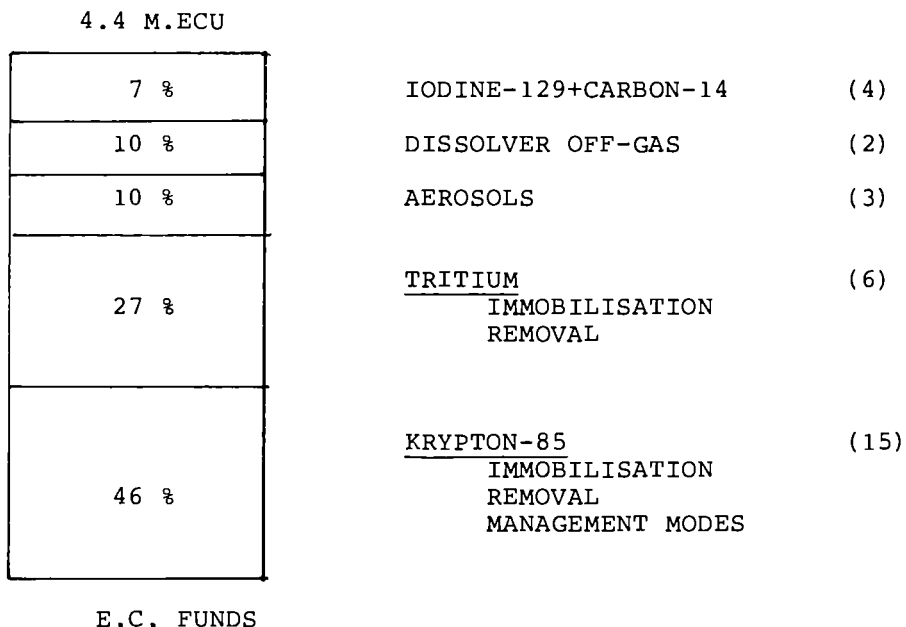 4.4 M.ECU
7 % IODINE-129+CARBON-14 (4)
10 % DISSOLVER OFF-GAS (2)
10 % AEROSOLS (3)
TRITIUM (6)
27 % IMMOBILISATION
REMOVAL
KRYPTON-85 (15)
IMMOBILISATION
46 % REMOVAL
MANAGEMENT MODES
E.C. FUNDS